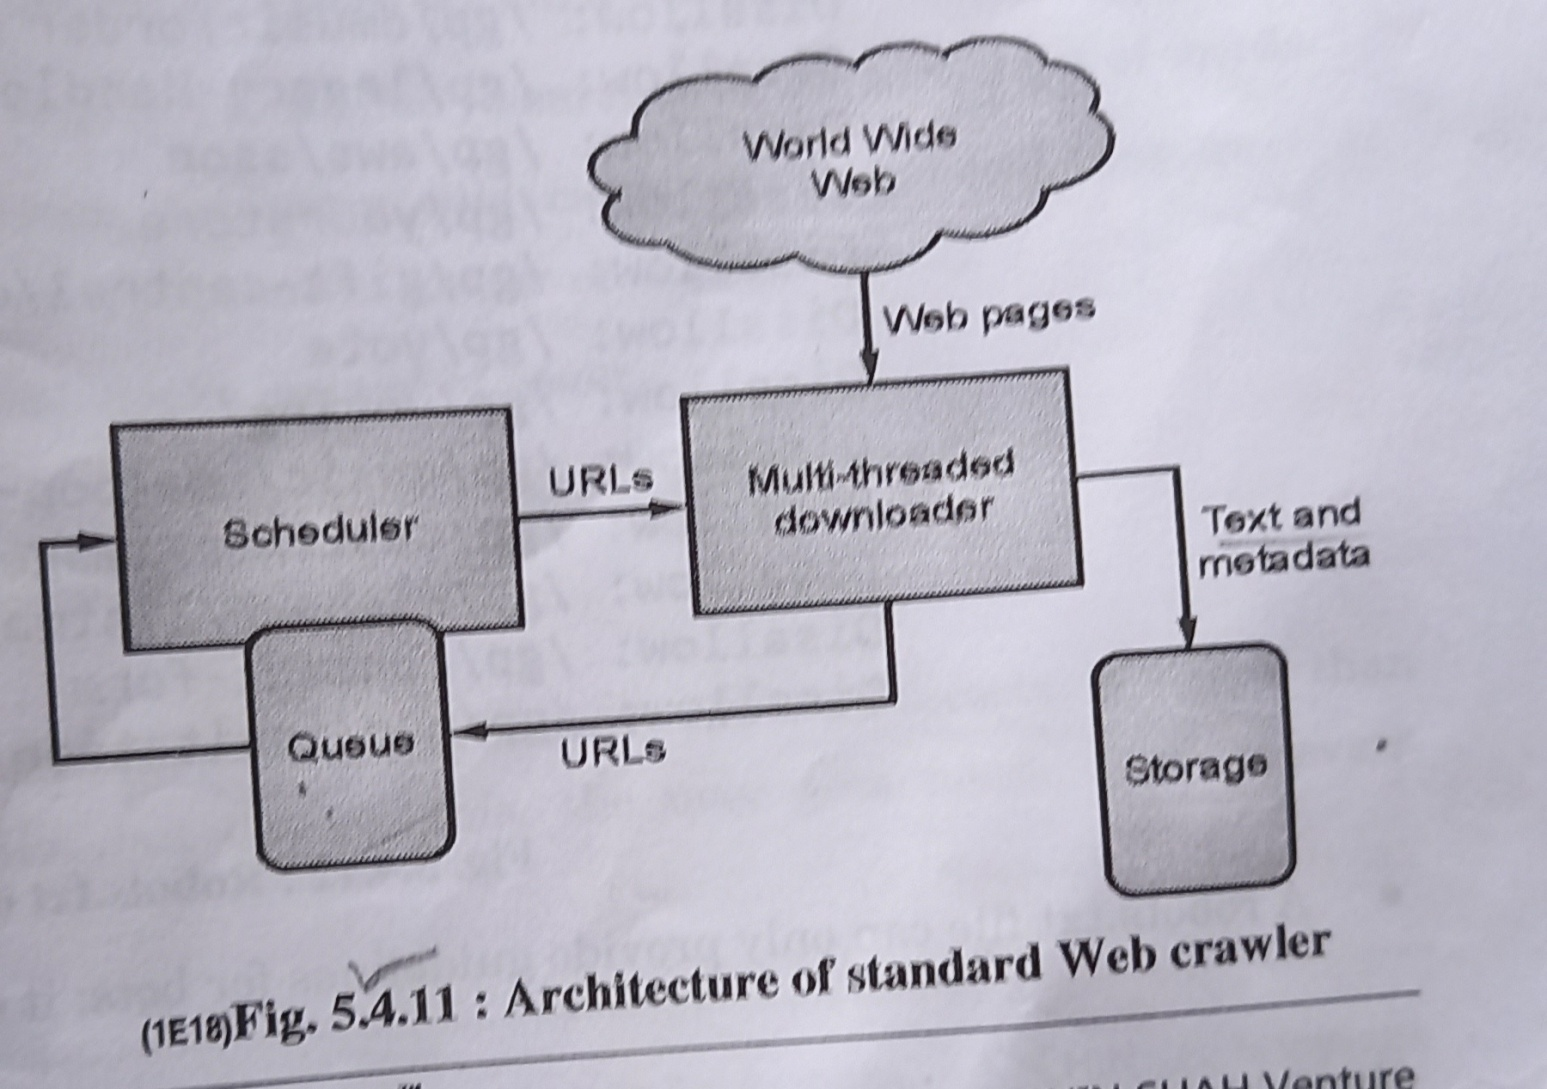 World Wide
Web
Web pages
URLs
Multi-threaded
downloader
Scheduler
Text and
metadata
Queue
URLs
Storage
(1E18)Fig. 5.4.11 : Architecture of standard Web crawler
Venture